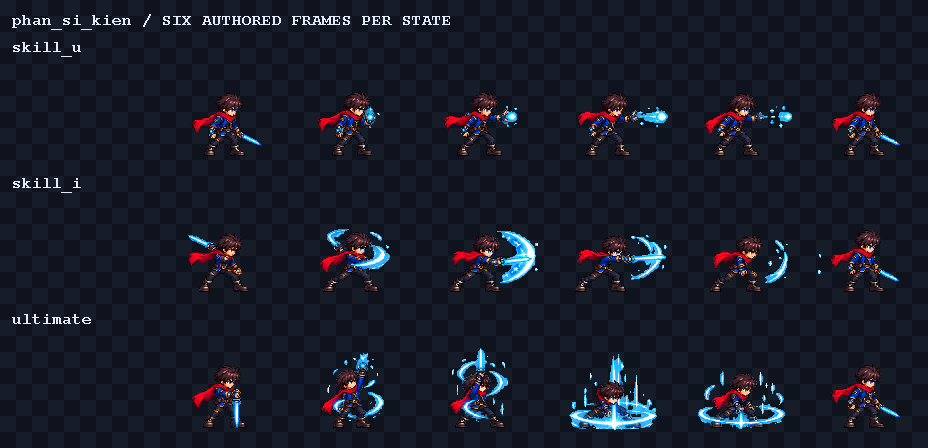 phan_si_kien / SIX AUTHORED FRAMES PER STATE
skill_u
skill_i
ultimate